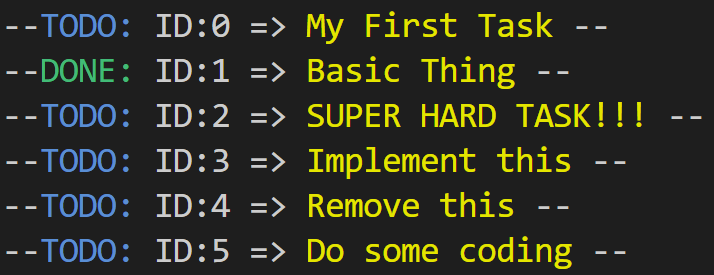 --TODO: ID:0 => My First Task --
--DONE: ID:1 => Basic Thing --
--TODO: ID:2 => SUPER HARD TASK!!! --
--TODO: ID:3 => Implement this --
--TODO: ID:4 => Remove this --
--TODO: ID:5 => Do some coding --